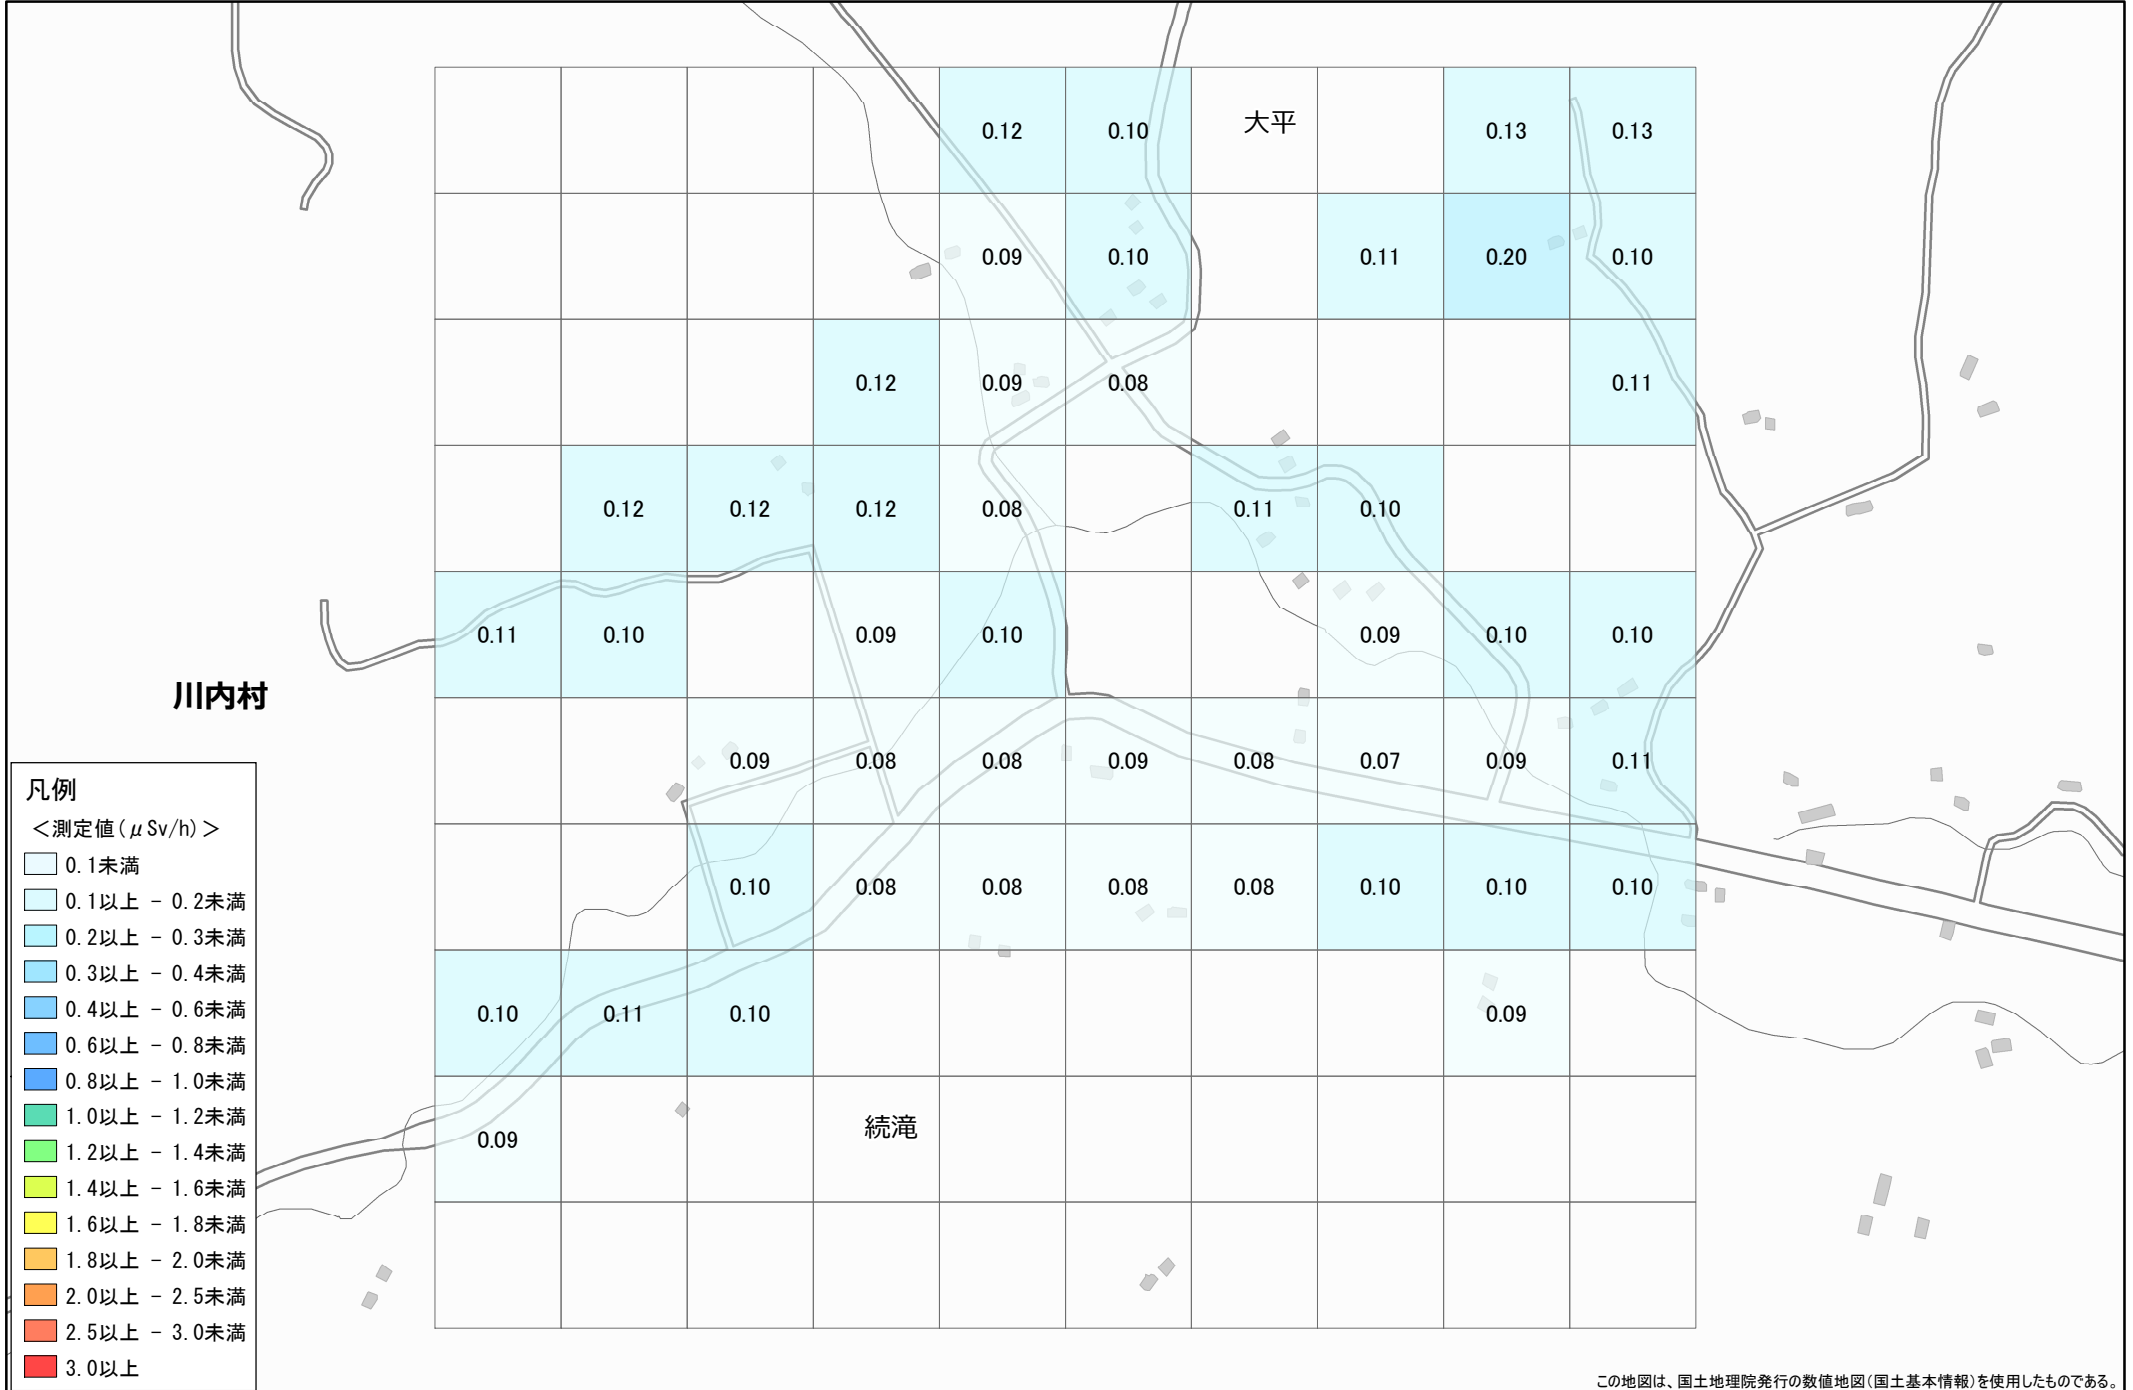 0.12 0.10 大平 0.13 0.13
0.09 0.10 0.11 0.20 0.10
0.12 0.09 0.08 0.11
0.12 0.12 0.12 0.08 0.11 0.10
0.11 0.10 0.09 0.10 0.09 0.10 0.10
川内村
0.09 0.08 0.08 0.09 0.08 0.07 0.09 0.11
0.10 0.08 0.08 0.08 0.08 0.10 0.10 0.10
0.10 0.11 0.10 0.09
0.09 続滝
凡例
＜測定値(μSv/h)＞
0.1未満
0.1以上 - 0.2未満
0.2以上 - 0.3未満
0.3以上 - 0.4未満
0.4以上 - 0.6未満
0.6以上 - 0.8未満
0.8以上 - 1.0未満
1.0以上 - 1.2未満
1.2以上 - 1.4未満
1.4以上 - 1.6未満
1.6以上 - 1.8未満
1.8以上 - 2.0未満
2.0以上 - 2.5未満
2.5以上 - 3.0未満
3.0以上
この地図は、国土地理院発行の数値地図(国土基本情報)を使用したものである。